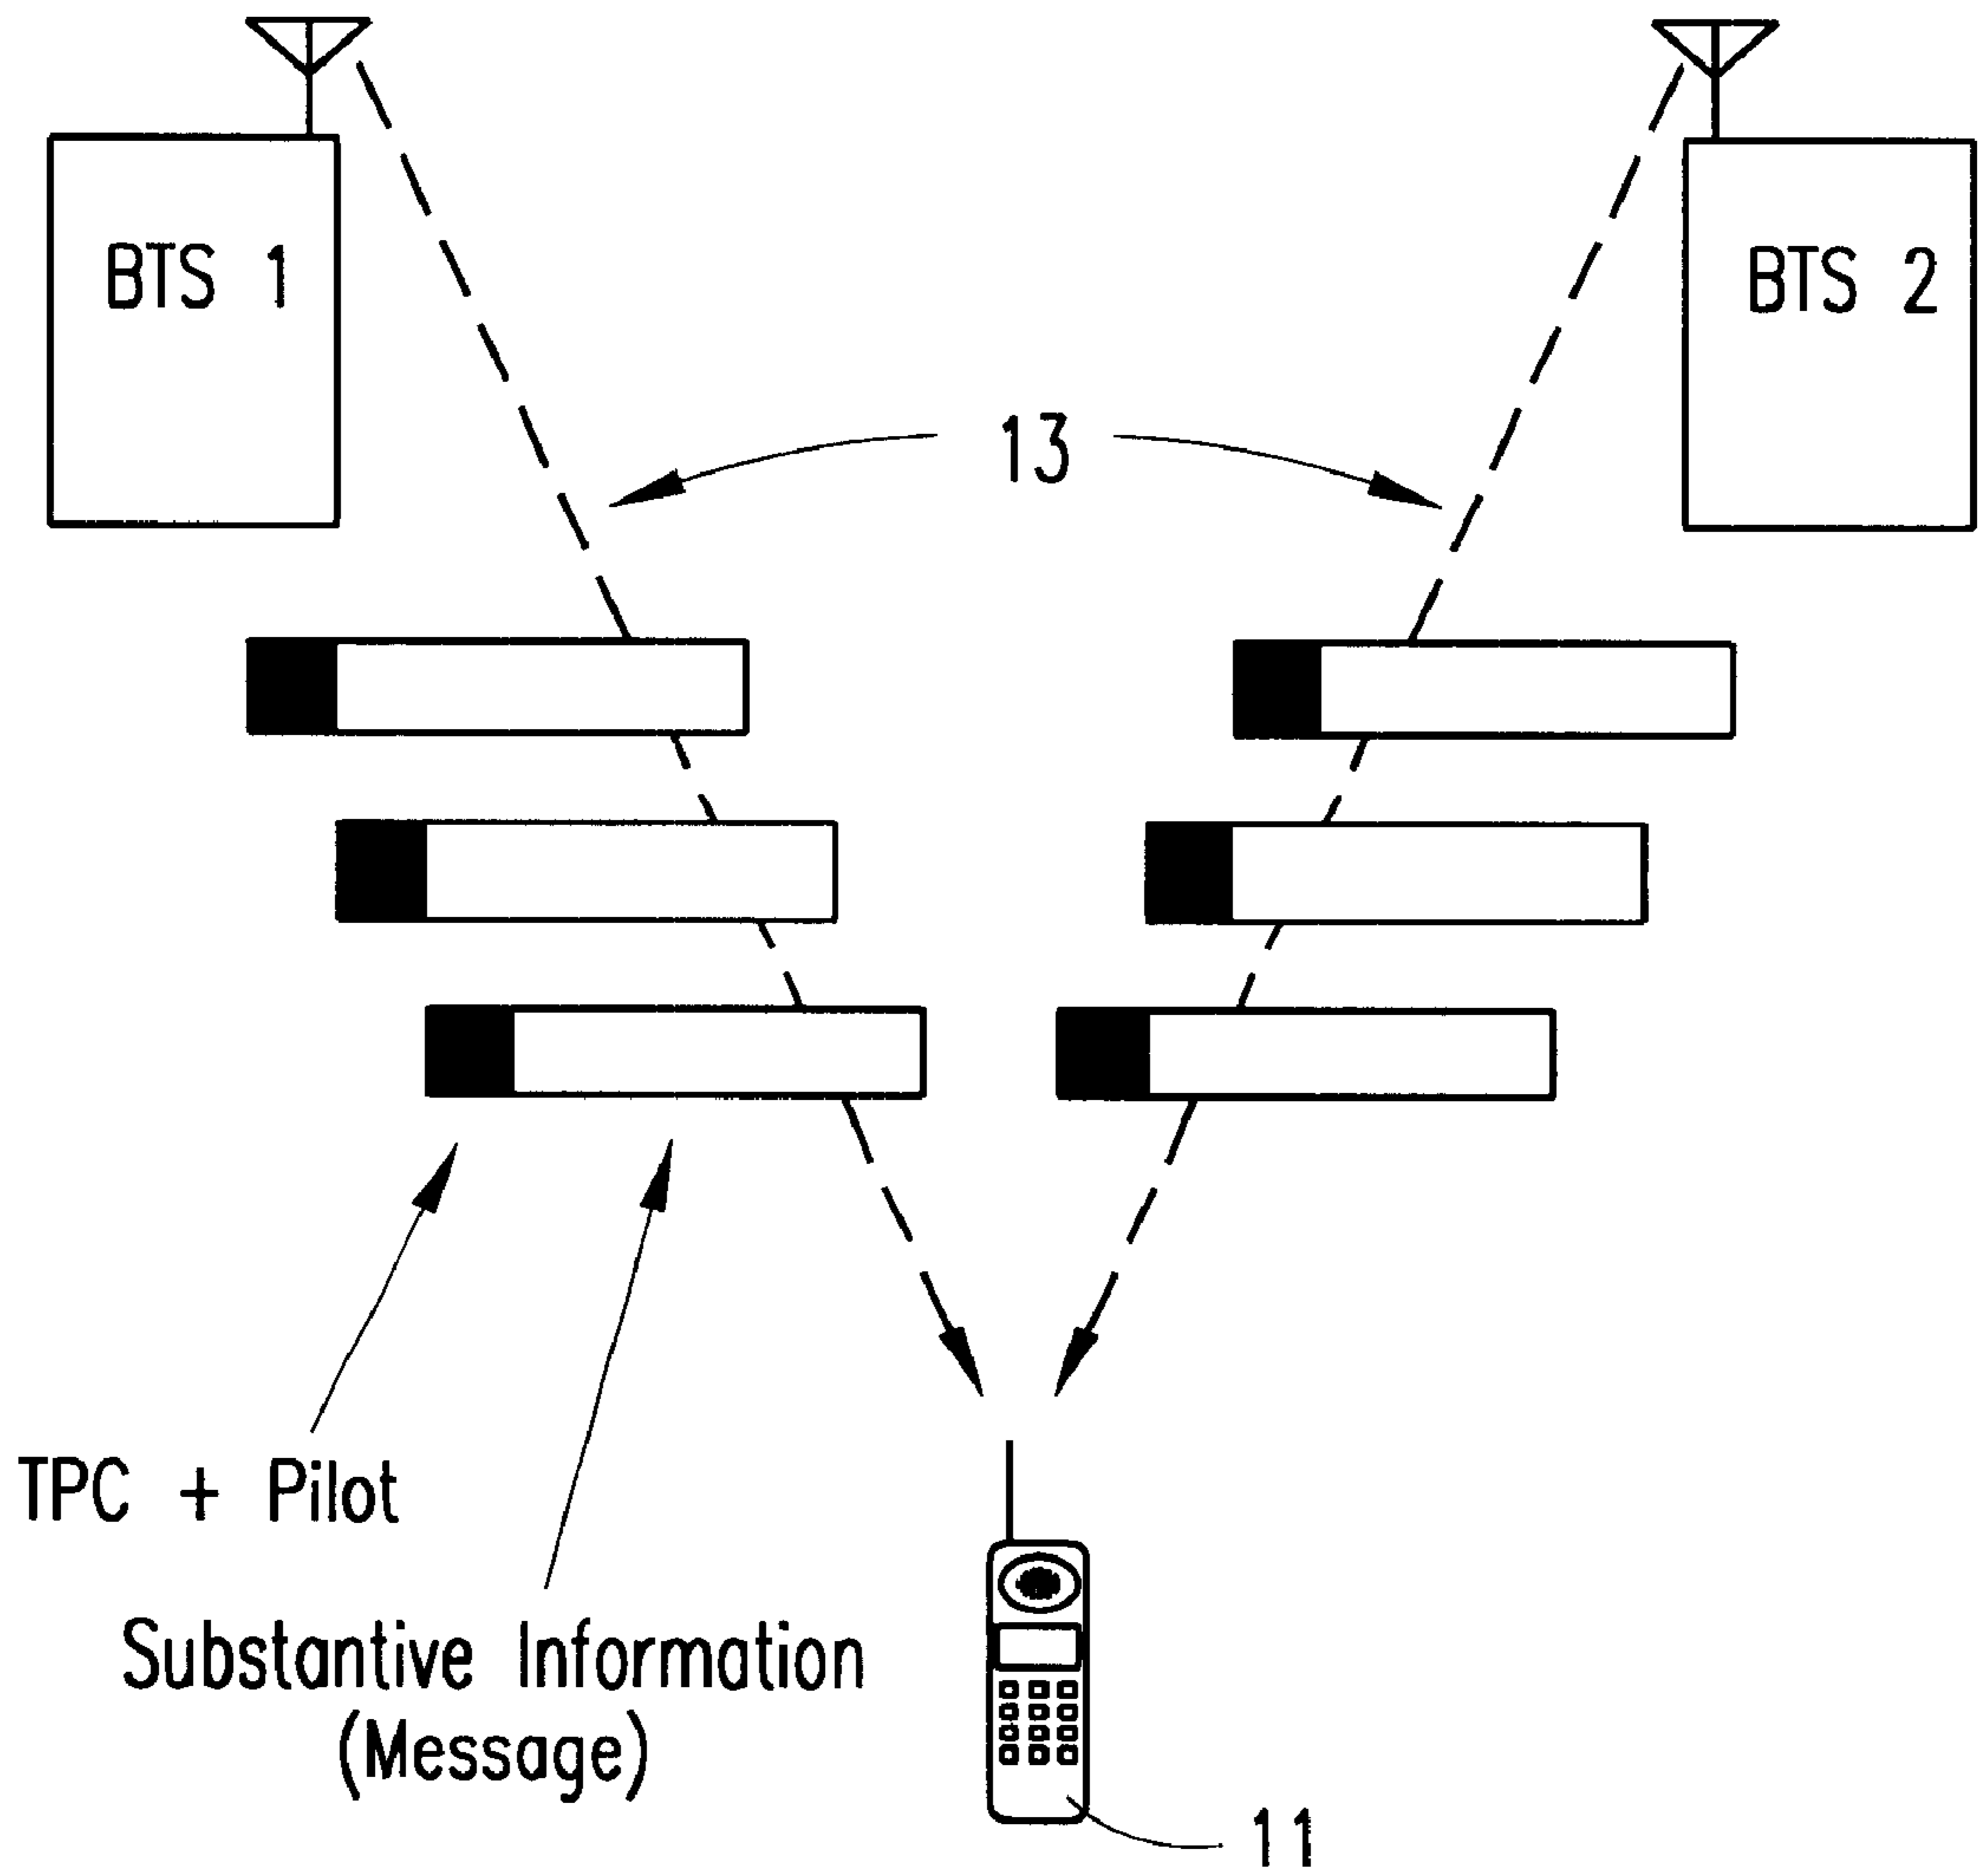 BTS 1
BTS 2
13
TPC + Pilot
Substantive Information
(Message)
11